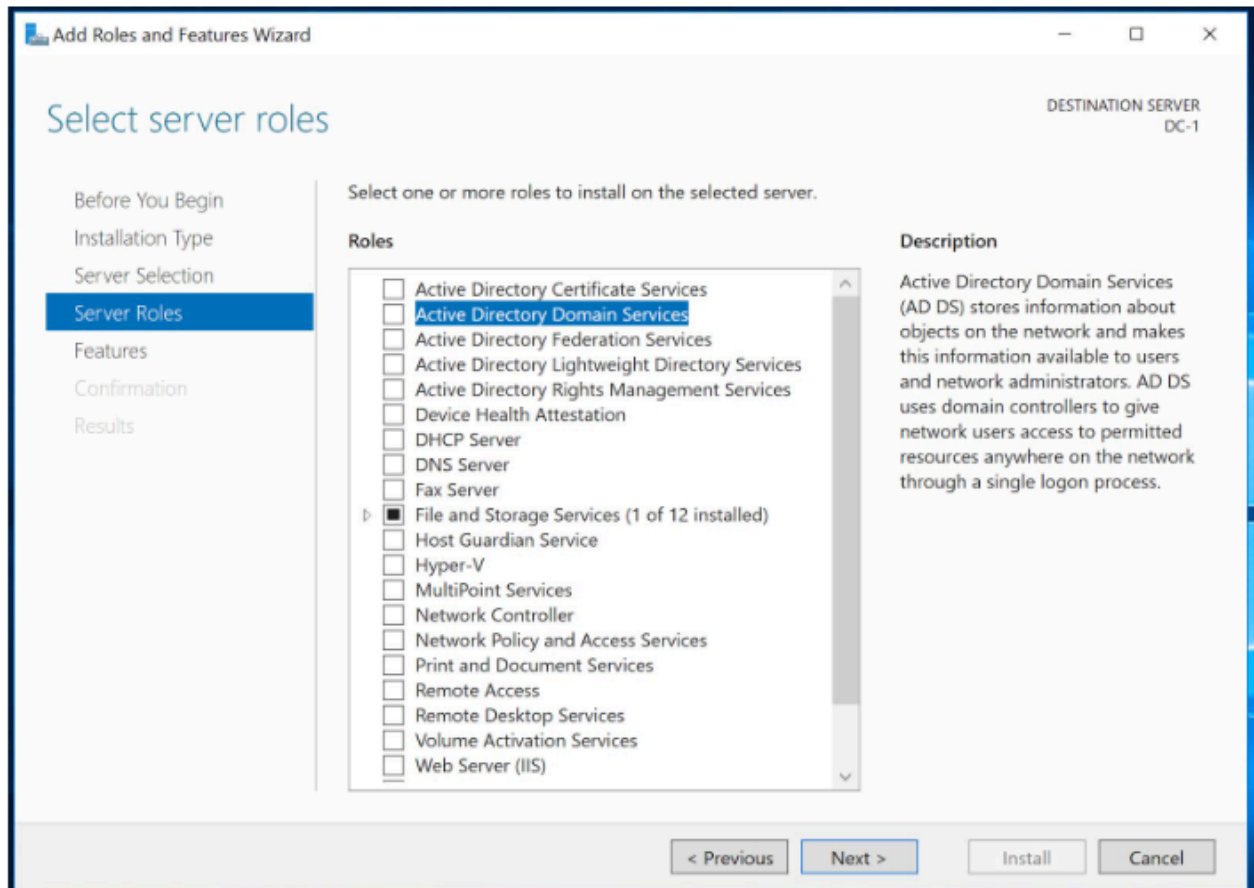 Add Roles and Features Wizard
Select server roles
DESTINATION SERVER
DC-1
Before You Begin
Installation Type
Server Selection
Server Roles
Features
Confirmation
Results
Select one or more roles to install on the selected server.
Roles
Active Directory Certificate Services
Active Directory Domain Services
Active Directory Federation Services
Active Directory Lightweight Directory Services
Active Directory Rights Management Services
Device Health Attestation
DHCP Server
DNS Server
Fax Server
File and Storage Services (1 of 12 installed)
Host Guardian Service
Hyper-V
MultiPoint Services
Network Controller
Network Policy and Access Services
Print and Document Services
Remote Access
Remote Desktop Services
Volume Activation Services
Web Server (IIS)
Description
Active Directory Domain Services
(AD DS) stores information about
objects on the network and makes
this information available to users
and network administrators. AD DS
uses domain controllers to give
network users access to permitted
resources anywhere on the network
through a single logon process.
< Previous
Next >
Install
Cancel